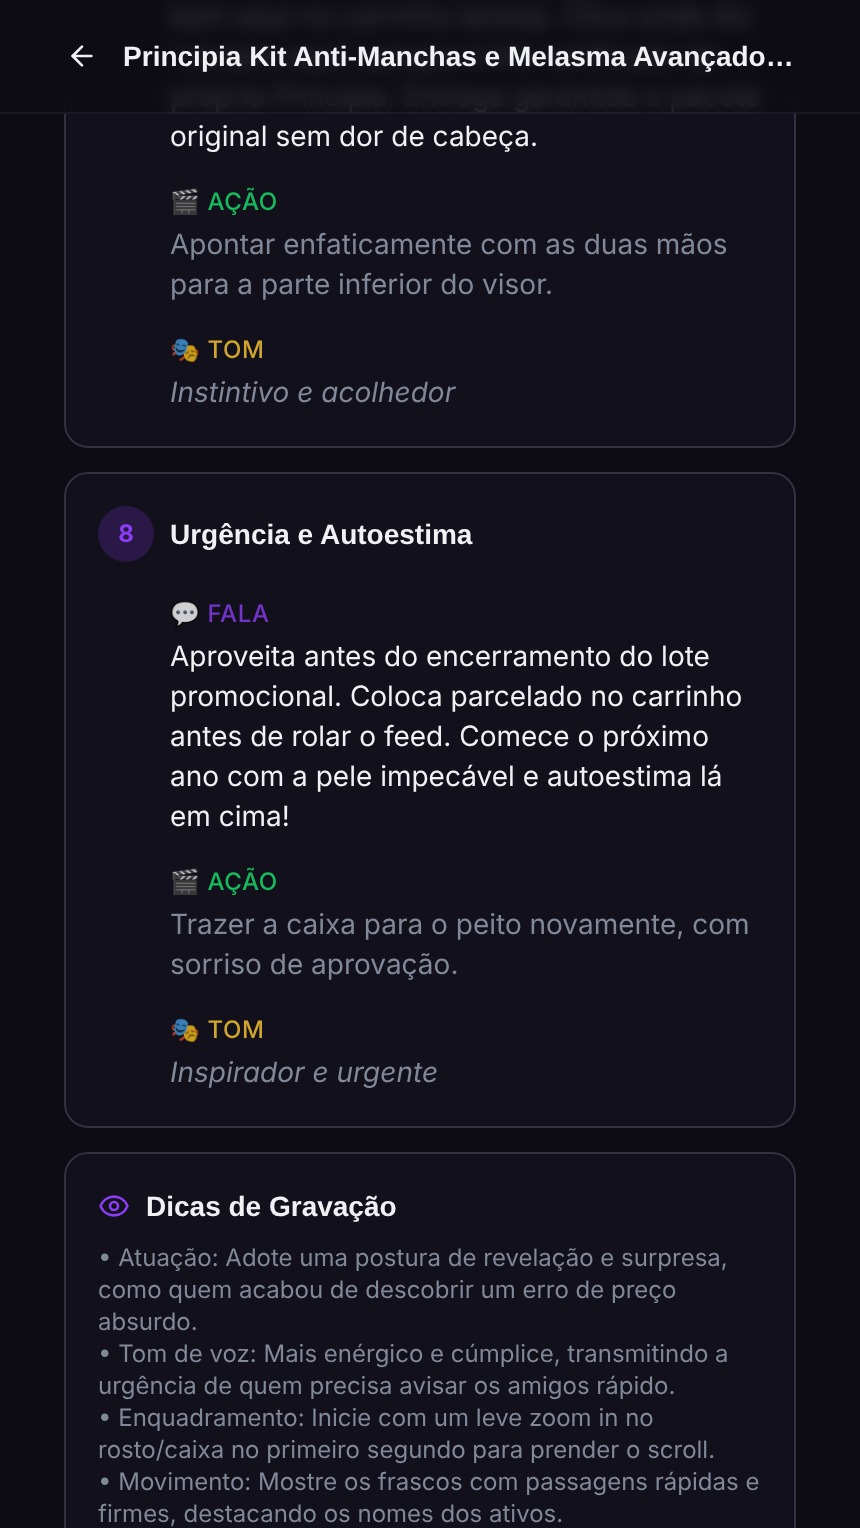 Principia Kit Anti-Manchas e Melasma Avançado...
original sem dor de cabeça.
🎬 AÇÃO
Apontar enfaticamente com as duas mãos
para a parte inferior do visor.
🎭 TOM
Instintivo e acolhedor
8
Urgência e Autoestima
💬 FALA
Aproveita antes do encerramento do lote
promocional. Coloca parcelado no carrinho
antes de rolar o feed. Comece o próximo
ano com a pele impecável e autoestima lá
em cima!
🎬 AÇÃO
Trazer a caixa para o peito novamente, com
sorriso de aprovação.
🎭 TOM
Inspirador e urgente
Dicas de Gravação
• Atuação: Adote uma postura de revelação e surpresa,
como quem acabou de descobrir um erro de preço
absurdo.
• Tom de voz: Mais enérgico e cúmplice, transmitindo a
urgência de quem precisa avisar os amigos rápido.
• Enquadramento: Inicie com um leve zoom in no
rosto/caixa no primeiro segundo para prender o scroll.
• Movimento: Mostre os frascos com passagens rápidas e
firmes, destacando os nomes dos ativos.